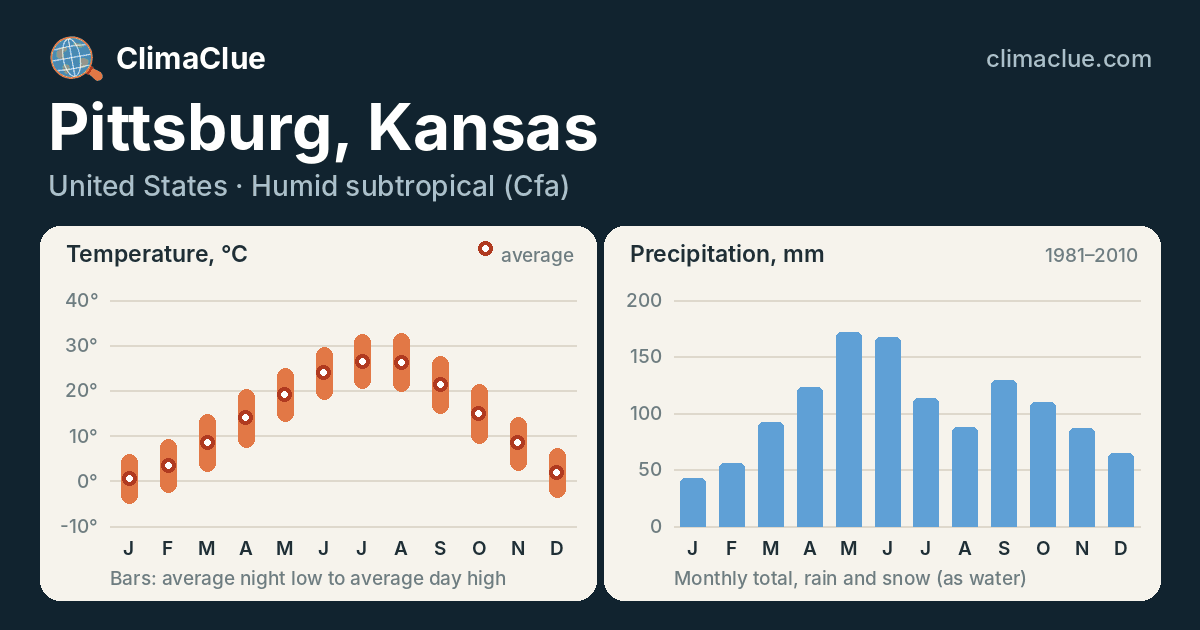 ClimaClue
climaclue.com
Pittsburg, Kansas
United States · Humid subtropical (Cfa)
Temperature, °C
average
40°
30°
20°
10°
0°
-10°
J F M A M J J A S O N D
Bars: average night low to average day high
Precipitation, mm
1981–2010
200
150
100
50
0
J F M A M J J A S O N D
Monthly total, rain and snow (as water)